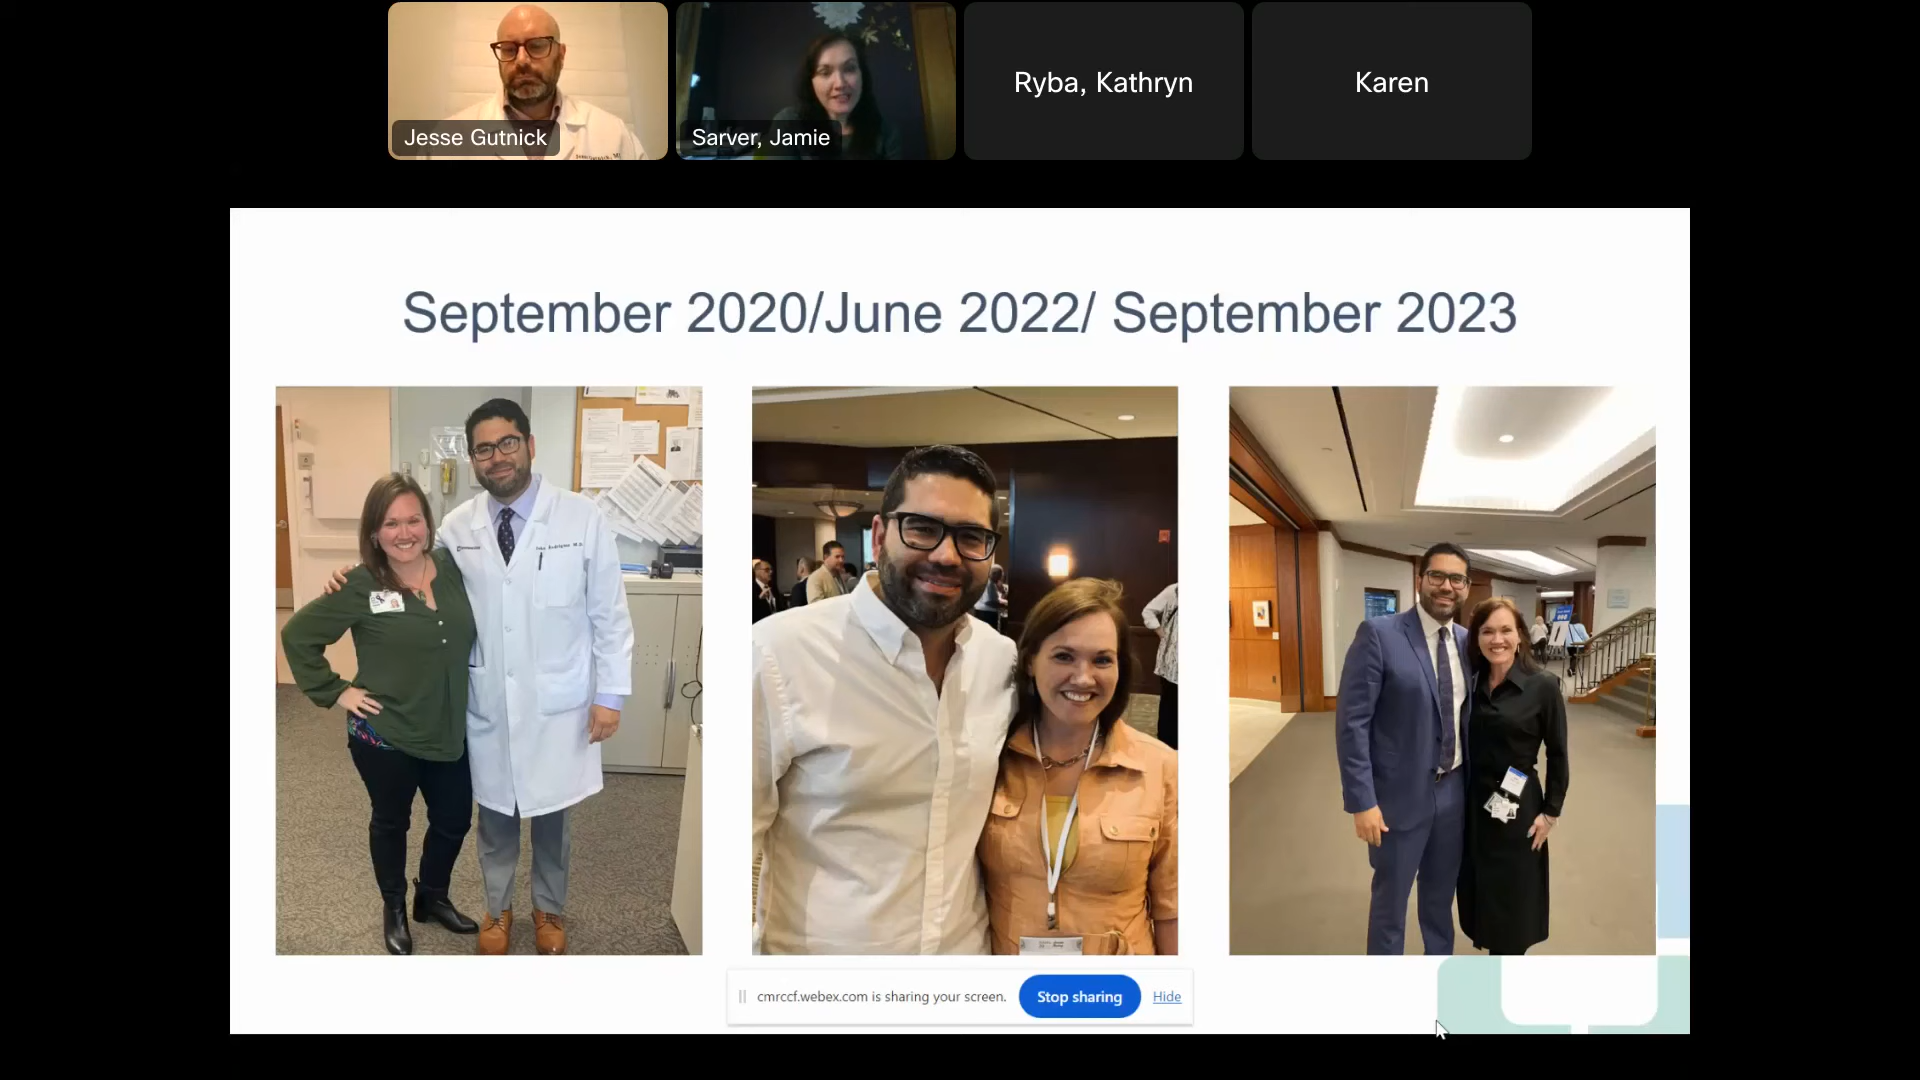 Jesse Gutnick
Sarver, Jamie
Ryba, Kathryn
Karen
September 2020/June 2022/ September 2023
cmrccf.webex.com is sharing your screen.
Stop sharing
Hide